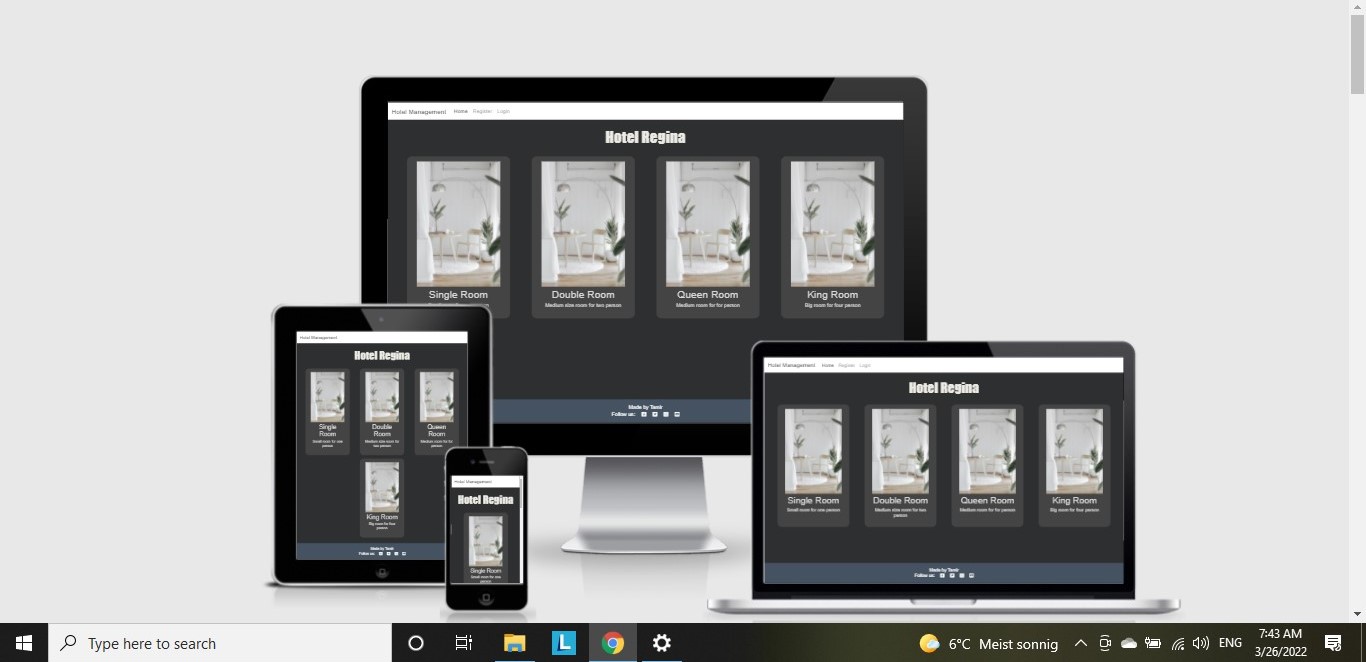 Hotel Management Home Register Login
Hotel Regina
Single Room
Double Room
Medium size room for two person
Queen Room
Medium room for for person
King Room
Big room for four person
Made by Tamir
Follow us:
Hotel Management
Hotel Regina
Single
Room
Small room for one
person
Double
Room
Medium size room for
two person
Queen
Room
Medium room for for
person
King Room
Big room for four
person
Made by Tamir
Follow us:
Hotel Management
Hotel Regina
Single Room
Small room for one
person
Hotel Management Home Register Login
Hotel Regina
Single Room
Small room for one person
Double Room
Medium size room for two
person
Queen Room
Medium room for for person
King Room
Big room for four person
Made by Tamir
Follow us:
Type here to search
L
6°C Meist sonnig
ENG
7:43 AM
3/26/2022